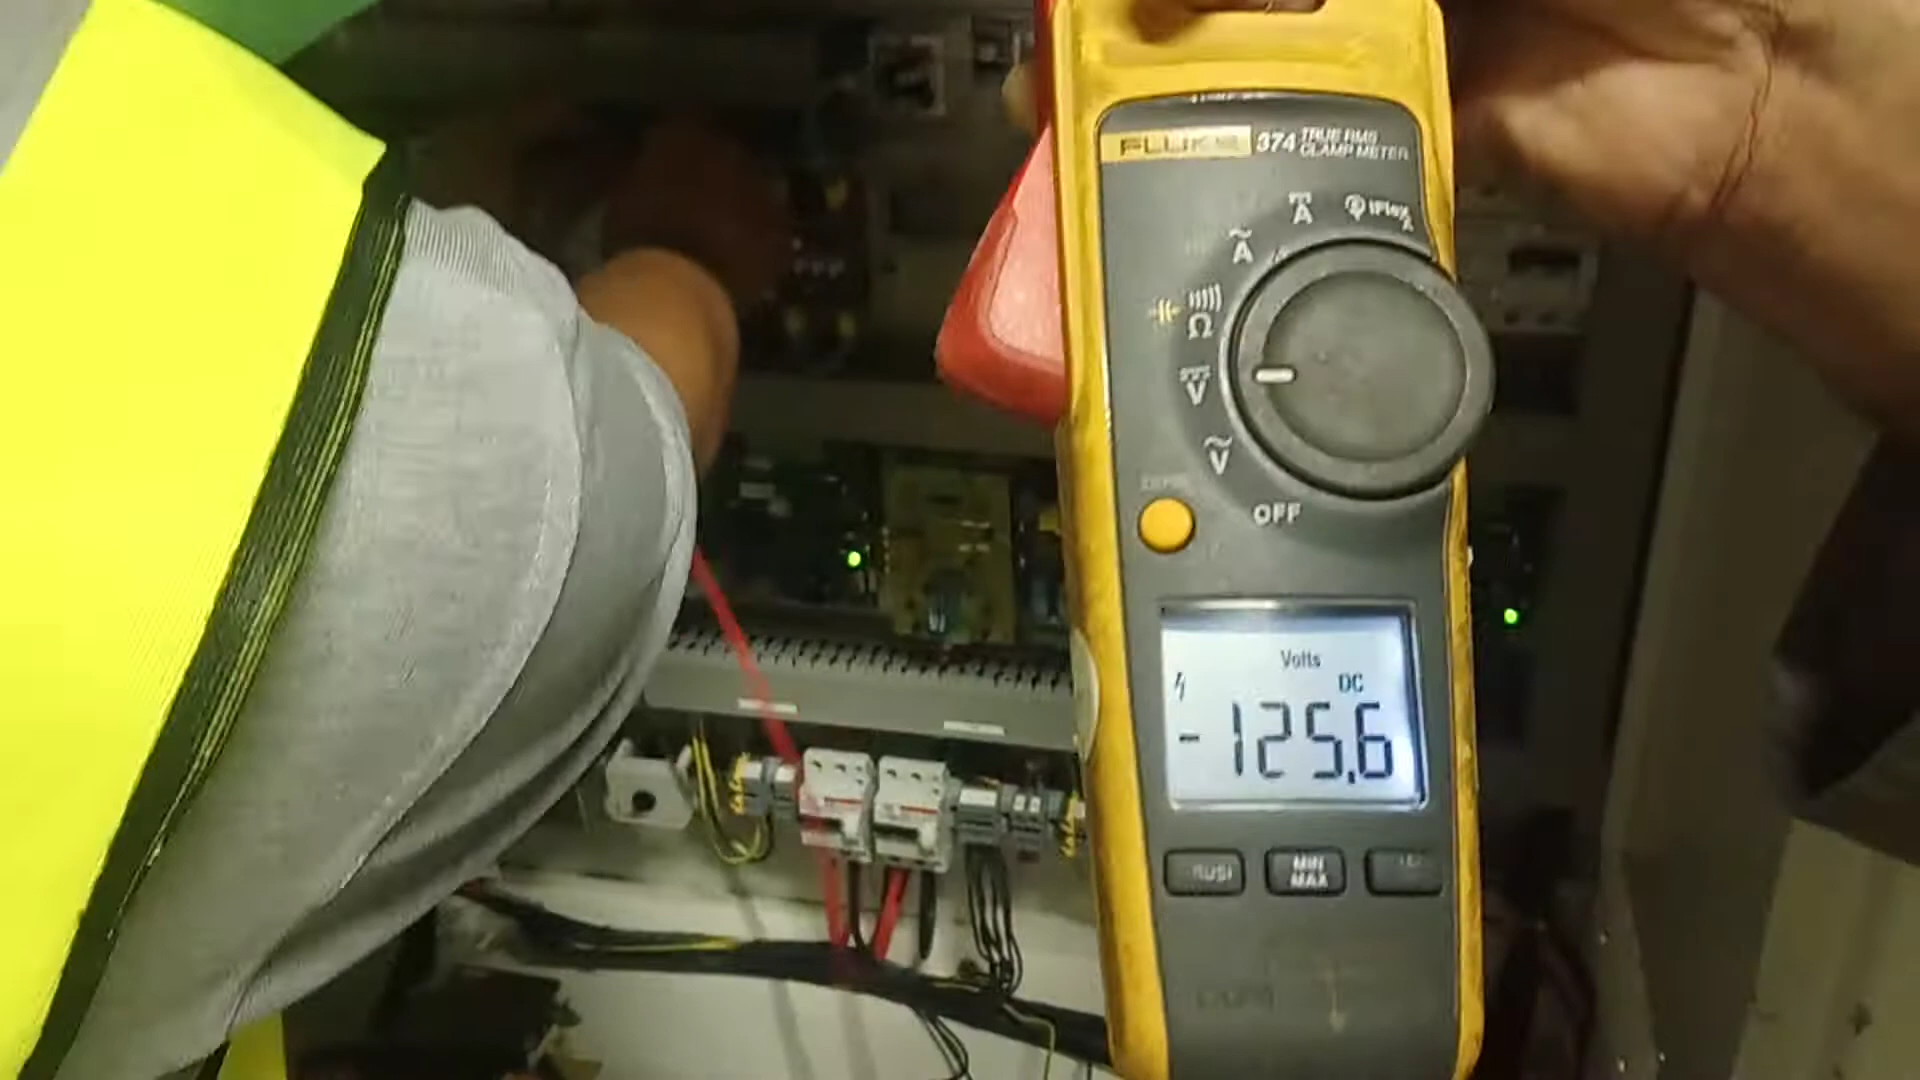 FLUKE 374 TRUE RMS
CLAMP METER
A
iFlex
A
Ω
V
V
OFF
Volts
DC
-125.6
MIN
MAX